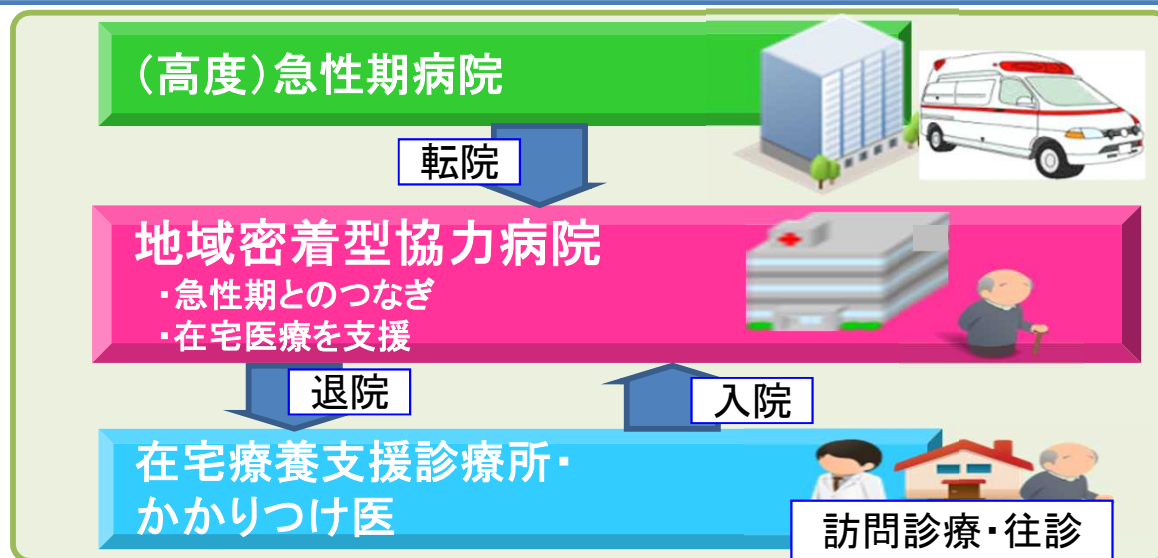 （高度）急性期病院
転院
地域密着型協力病院
・急性期とのつなぎ
・在宅医療を支援
退院
入院
在宅療養支援診療所・
かかりつけ医
訪問診療・往診